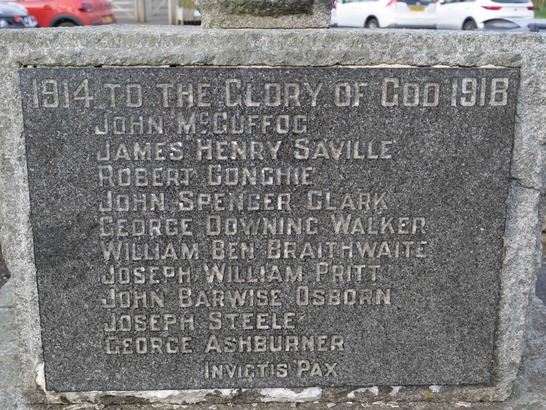 1914 TO THE GLORY OF GOD 1918
JOHN McGUFFOG
JAMES HENRY SAVILLE
ROBERT CONCHIE
JOHN SPENCER CLARK
GEORGE DOWNING WALKER
WILLIAM BEN BRAITHWAITE
JOSEPH WILLIAM PRITT
JOHN BARWISE OSBORN
JOSEPH STEELE
GEORGE ASHBURNER
INVICTIS PAX